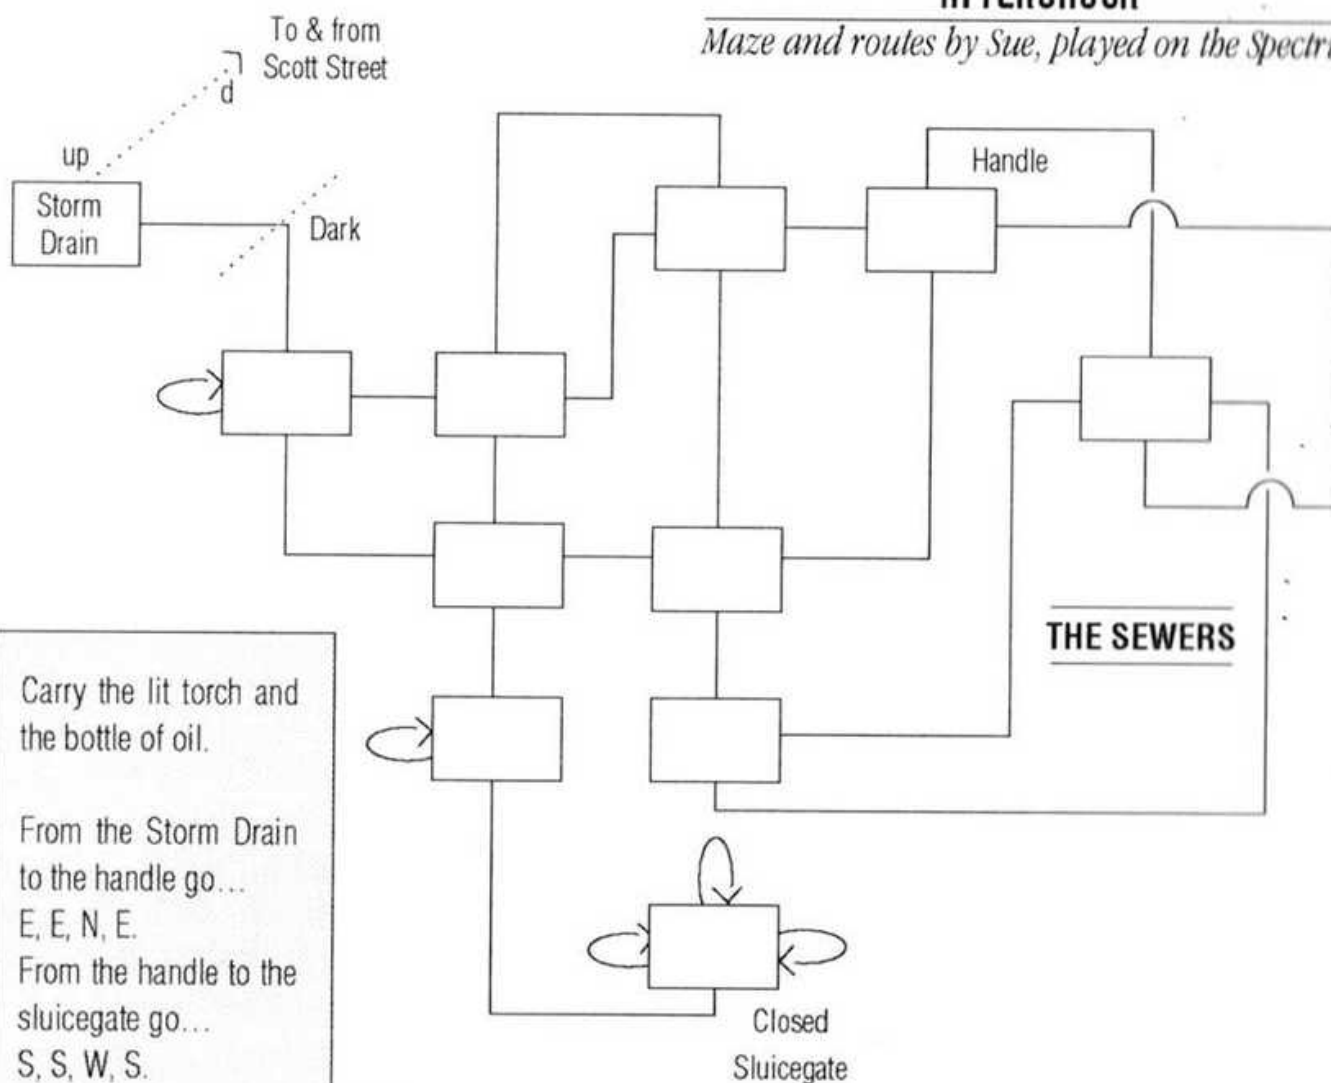 Maze and routes by Sue, played on the
To & from
Scott Street
d
up
Storm
Drain
Dark
Handle
THE SEWERS
Carry the lit torch and
the bottle of oil.
From the Storm Drain
to the handle go...
E, E, N, E.
From the handle to the
sluicegate go...
S, S, W, S.
Closed
Sluicegate